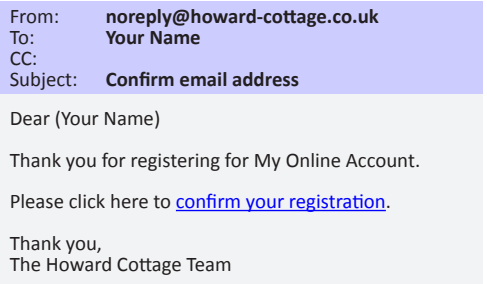 From: noreply@howard-cottage.co.uk
To: Your Name
CC:
Subject: Confirm email address
Dear (Your Name)
Thank you for registering for My Online Account.
Please click here to confirm your registration.
Thank you,
The Howard Cottage Team